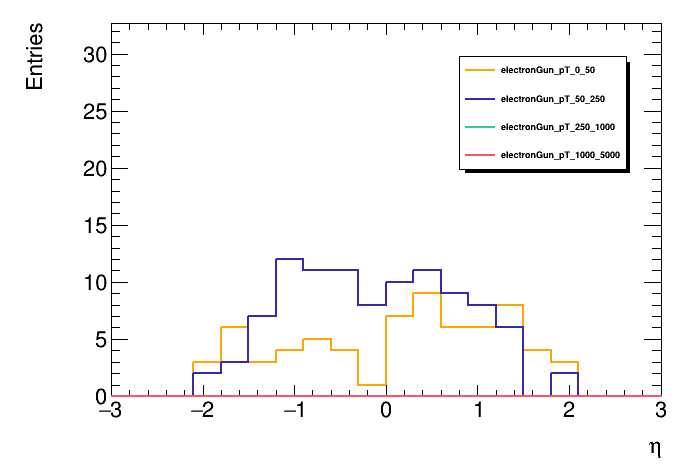 Entries
30
25
20
15
10
5
0
−3 −2 −1 0 1 2 3
η
electronGun_pT_0_50
electronGun_pT_50_250
electronGun_pT_250_1000
electronGun_pT_1000_5000